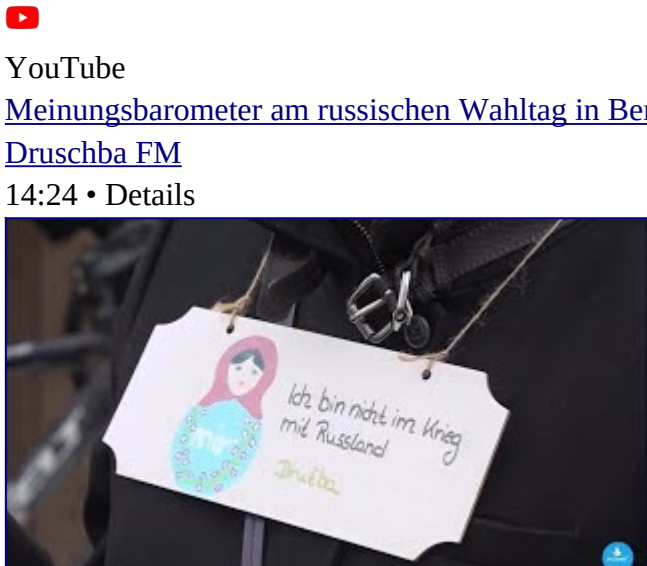 YouTube
Meinungsbarometer am russischen Wahltag in Ber
Druschba FM
14:24 • Details
Ich bin nicht im Krieg
mit Russland
Družba